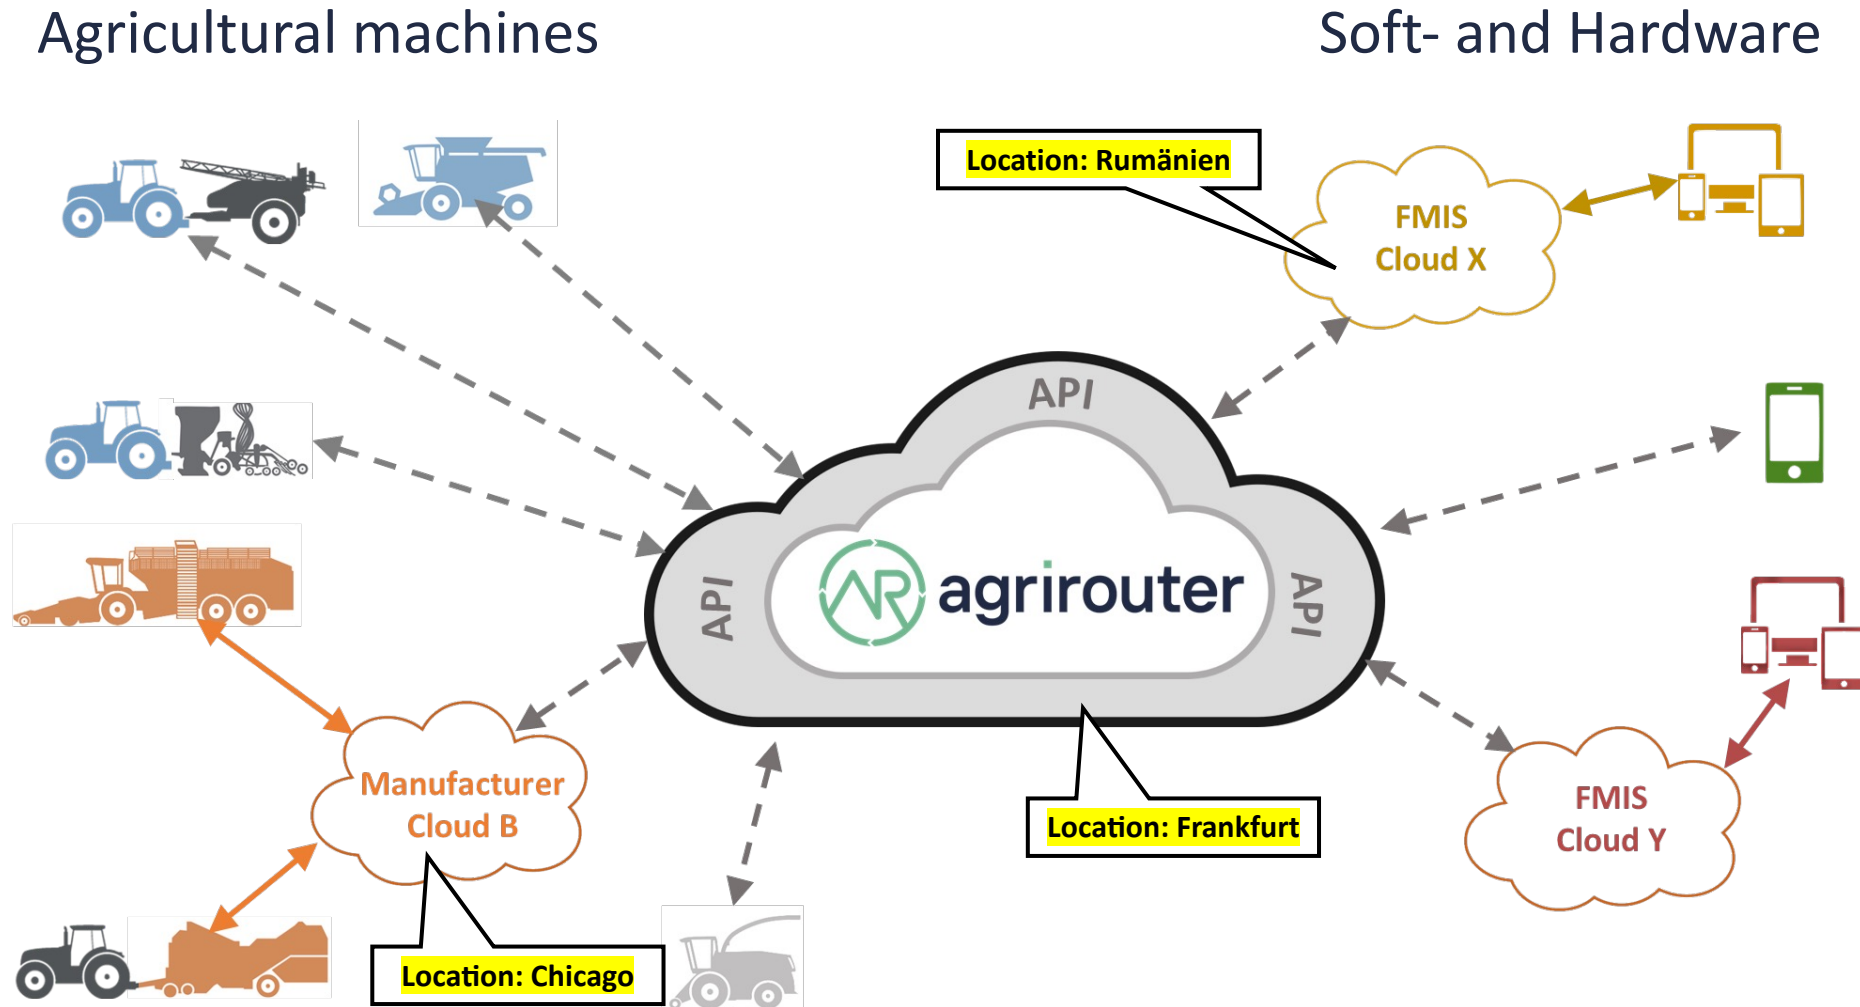 Agricultural machines
Soft- and Hardware
Location: Rumänien
FMIS
Cloud X
API
API
agrirouter
API
AR
Manufacturer
Cloud B
Location: Frankfurt
FMIS
Cloud Y
Location: Chicago